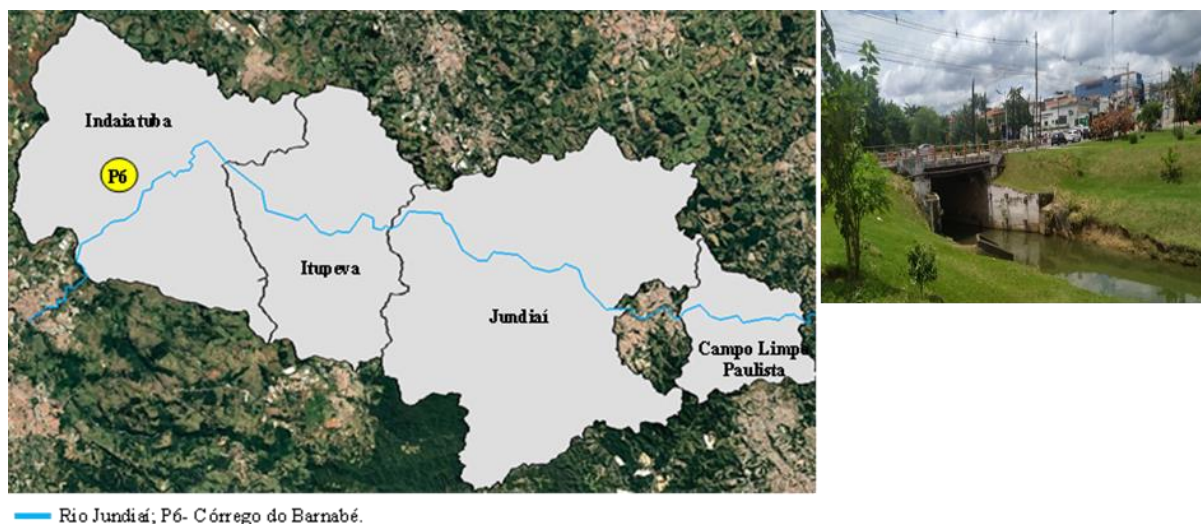 Indaiatuba
P6
Itupeva
Jundiaí
Campo Limpo
Paulista
Rio Jundiaí; P6- Córrego do Barnabé.